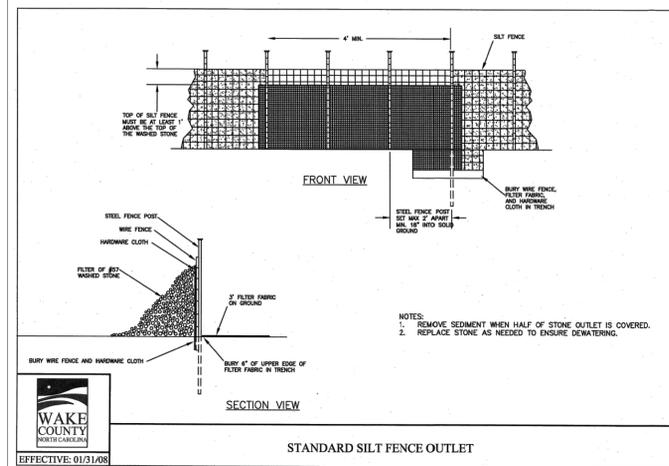 4' MIN.
SILT FENCE
TOP OF SILT FENCE
MUST BE AT LEAST 1'
ABOVE THE TOP OF
THE WASHED STONE
FRONT VIEW
BURY WIRE FENCE,
FILTER FABRIC,
AND HARDWARE
CLOTH IN TRENCH
STEEL FENCE POST
SET MAX 2' APART
MIN. 18" INTO SOLID
GROUND
STEEL FENCE POST
WIRE FENCE
HARDWARE CLOTH
FILTER OF #57
WASHED STONE
3' FILTER FABRIC
ON GROUND
BURY WIRE FENCE AND HARDWARE CLOTH
BURY 6" OF UPPER EDGE OF
FILTER FABRIC IN TRENCH
SECTION VIEW
NOTES:
1. REMOVE SEDIMENT WHEN HALF OF STONE OUTLET IS COVERED.
2. REPLACE STONE AS NEEDED TO ENSURE DEWATERING.
WAKE
COUNTY
NORTH CAROLINA
EFFECTIVE: 01/31/08
STANDARD SILT FENCE OUTLET